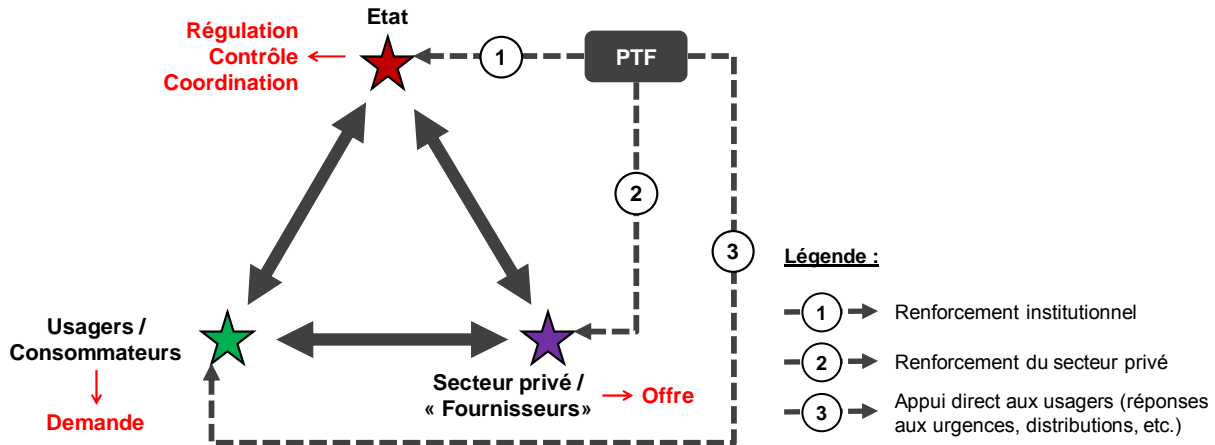 Etat
Régulation
Contrôle
Coordination
1
PTF
2
3
Usagers /
Consommateurs
Demande
Secteur privé /
« Fournisseurs»
Offre
Légende :
1 Renforcement institutionnel
2 Renforcement du secteur privé
3 Appui direct aux usagers (réponses
aux urgences, distributions, etc.)